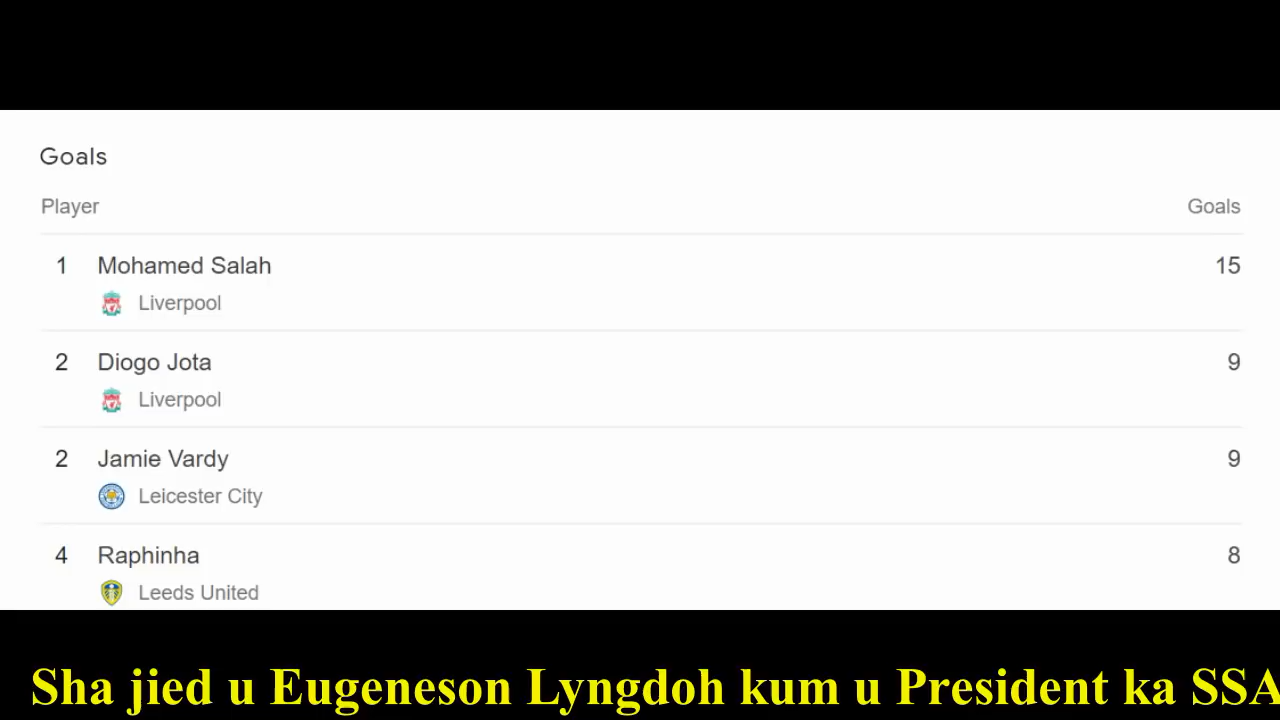 Goals
Player Goals
1 Mohamed Salah 15
Liverpool
2 Diogo Jota 9
Liverpool
2 Jamie Vardy 9
Leicester City
4 Raphinha 8
Leeds United
Sha jied u Eugeneson Lyngdoh kum u President ka SSA